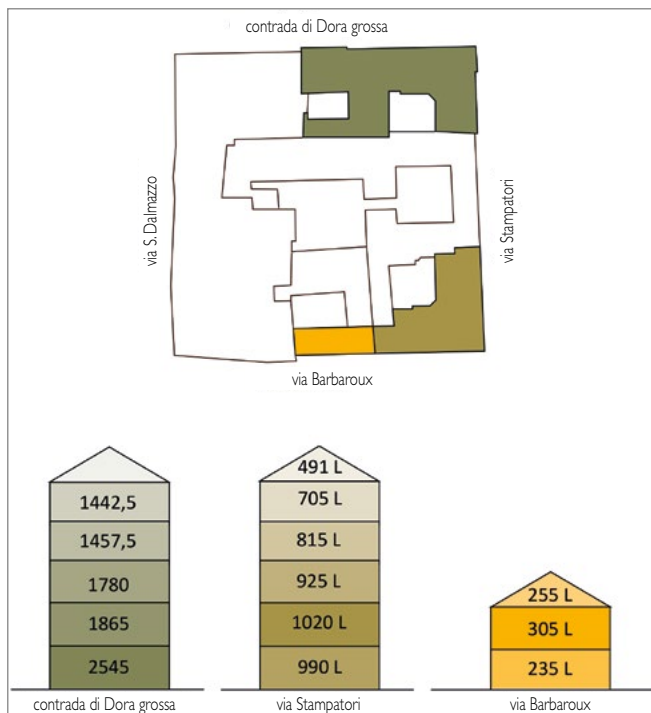 contrada di Dora grossa
via S.Dalmazzo
via Stampatori
via Barbaroux
1442,5
1457,5
1780
1865
2545
contrada di Dora grossa
491 L
705 L
815 L
925 L
1020 L
990 L
via Stampatori
255 L
305 L
235 L
via Barbaroux